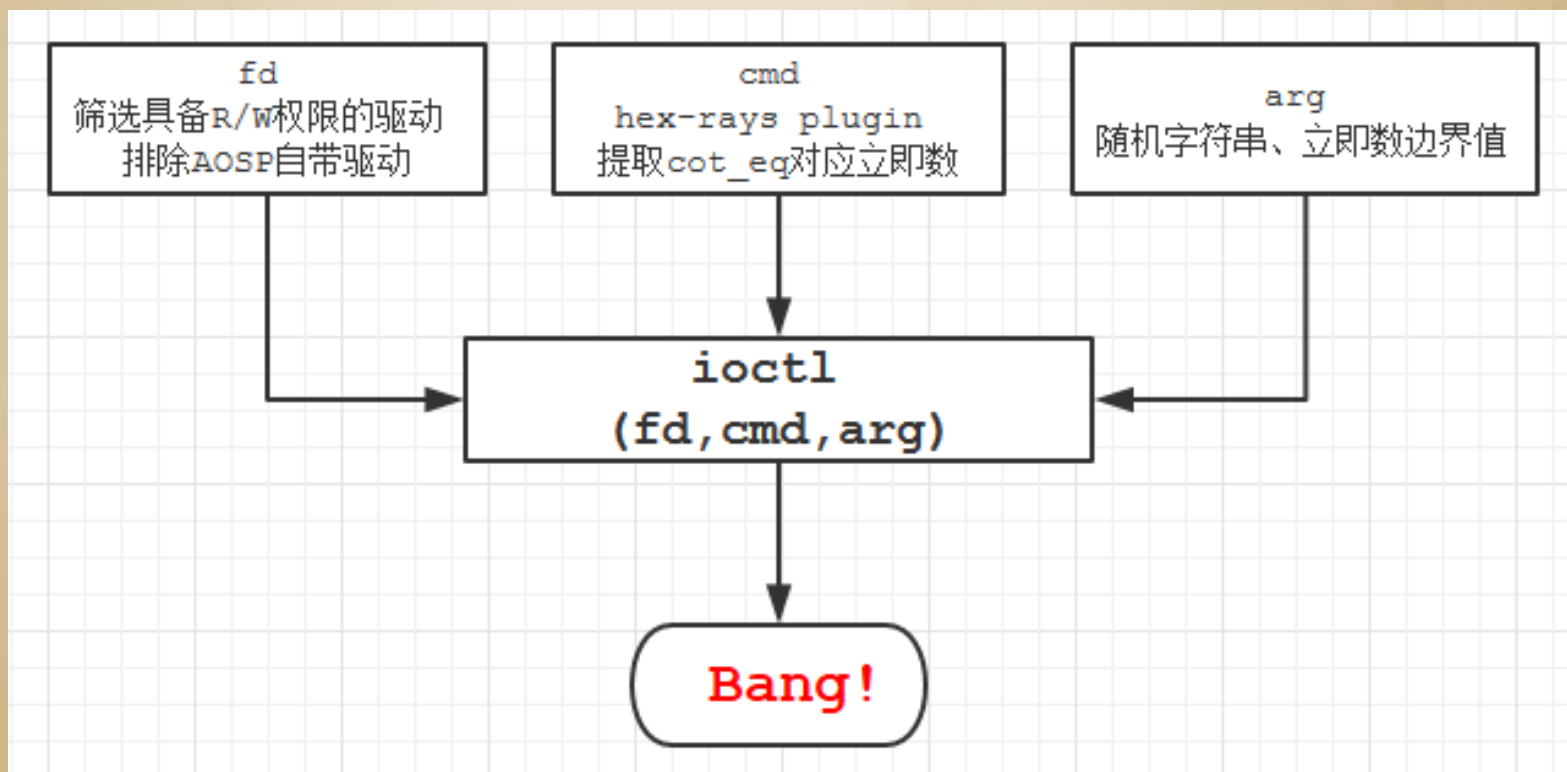 fd
筛选具备R/W权限的驱动
排除AOSP自带驱动
cmd
hex-rays plugin
提取cot_eq对应立即数
arg
随机字符串、立即数边界值
ioctl
(fd,cmd,arg)
Bang!